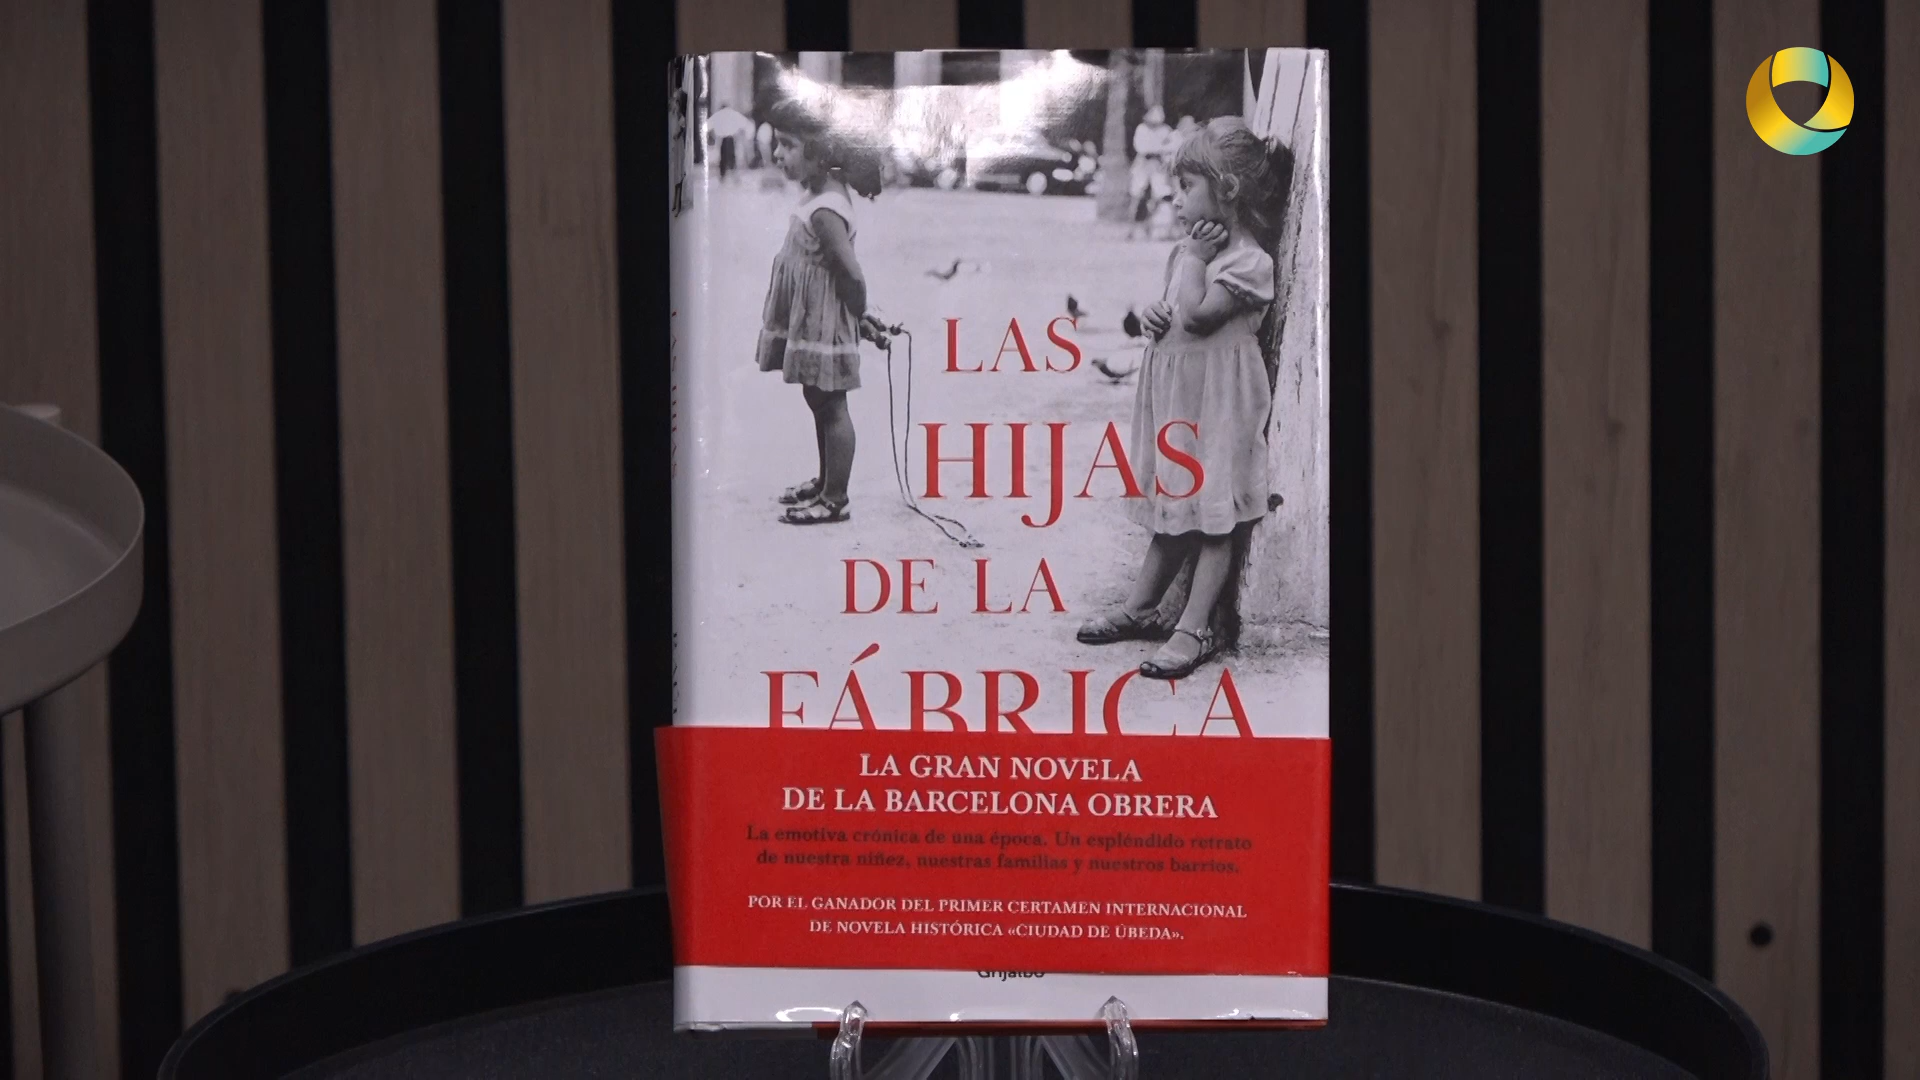 LAS
HIJAS
DE LA
FÁBRICA
LA GRAN NOVELA
DE LA BARCELONA OBRERA
La emotiva crónica de una época. Un espléndido retrato
de nuestra niñez, nuestras familias y nuestros barrios.
POR EL GANADOR DEL PRIMER CERTAMEN INTERNACIONAL
DE NOVELA HISTÓRICA «CIUDAD DE ÚBEDA».
Grijalbo